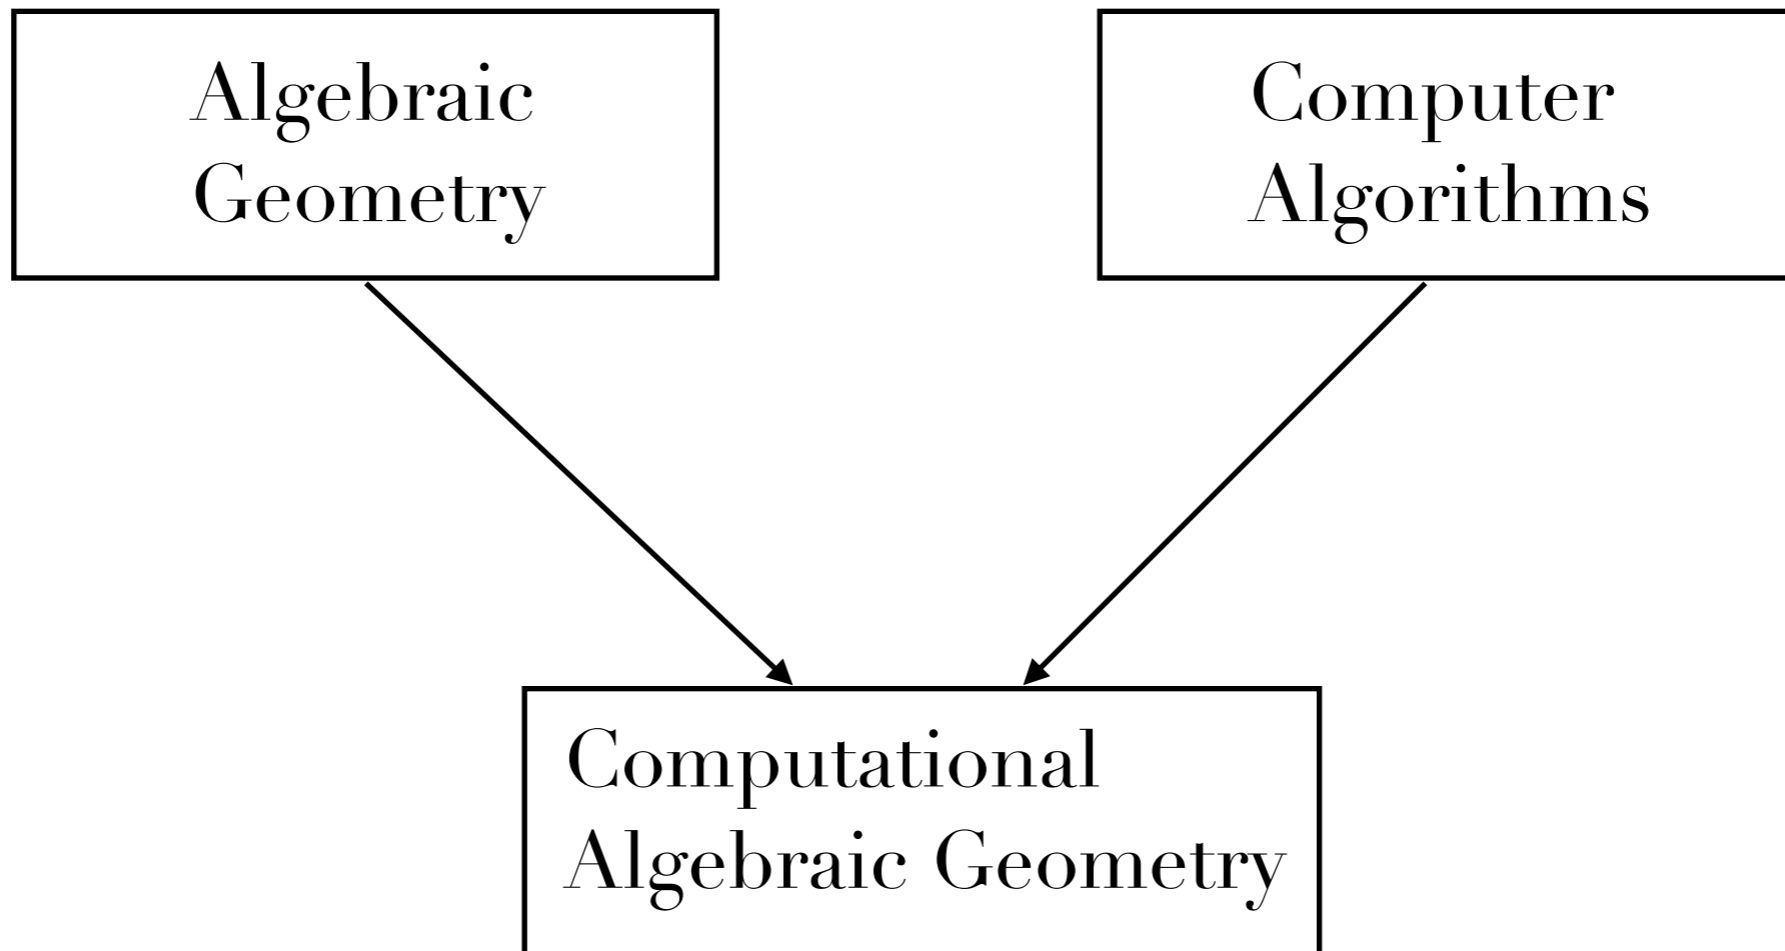 Algebraic
Geometry
Computer
Algorithms
Computational
Algebraic Geometry